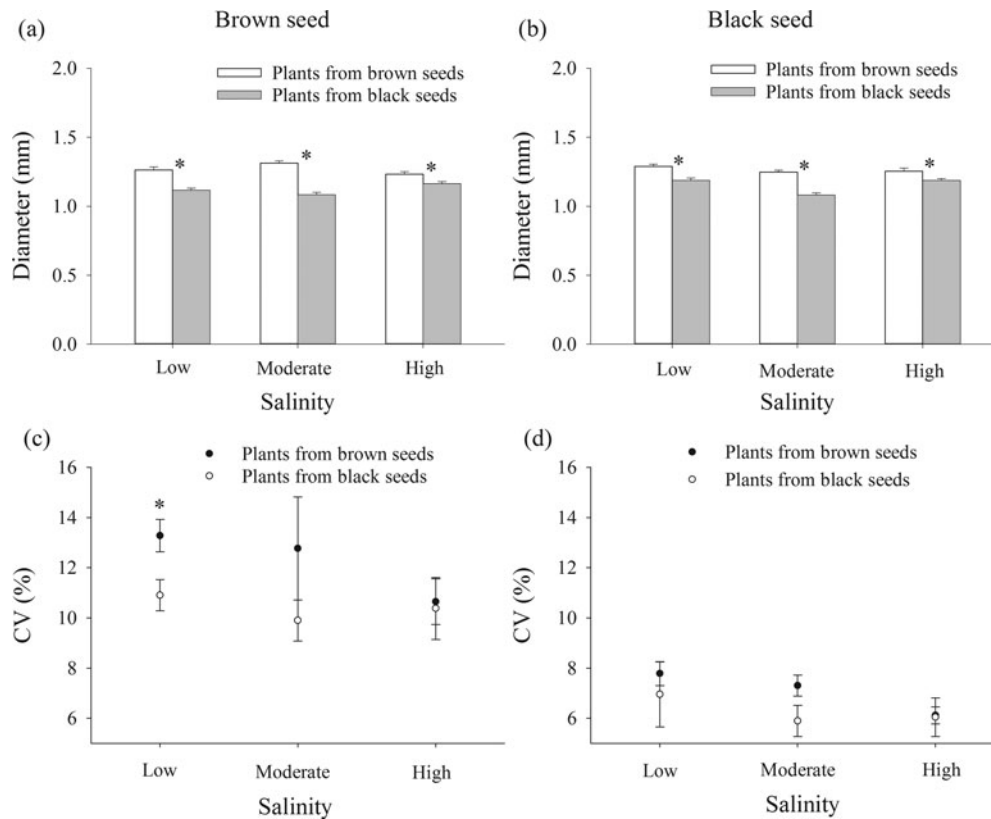 (a)
Brown seed
Plants from brown seeds
Plants from black seeds
2.0
1.5
1.0
0.5
0.0
Diameter (mm)
*
*
*
Low
Moderate
High
Salinity
(b)
Black seed
Plants from brown seeds
Plants from black seeds
2.0
1.5
1.0
0.5
0.0
Diameter (mm)
*
*
*
Low
Moderate
High
Salinity
(c)
Plants from brown seeds
Plants from black seeds
16
14
12
10
8
6
CV (%)
*
Low
Moderate
High
Salinity
(d)
Plants from brown seeds
Plants from black seeds
16
14
12
10
8
6
CV (%)
Low
Moderate
High
Salinity